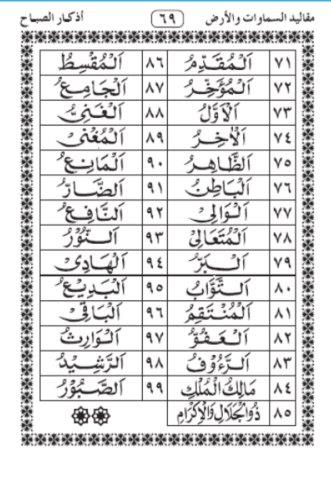 مقاليد السماوات والأرض ٦٩ أذكار الصباح
٧١ اَلْمُقَدِّمُ ٨٦ اَلْمُقْسِطُ
٧٢ اَلْمُؤَخِّرُ ٨٧ اَلْجَامِعُ
٧٣ اَلْأَوَّلُ ٨٨ اَلْغَنِيُّ
٧٤ اَلْآخِرُ ٨٩ اَلْمُغْنِي
٧٥ اَلظَّاهِرُ ٩٠ اَلْمَانِعُ
٧٦ اَلْبَاطِنُ ٩١ اَلضَّارُّ
٧٧ اَلْوَالِي ٩٢ اَلنَّافِعُ
٧٨ اَلْمُتَعَالِي ٩٣ اَلنُّورُ
٧٩ اَلْبَرُّ ٩٤ اَلْهَادِي
٨٠ اَلتَّوَّابُ ٩٥ اَلْبَدِيعُ
٨١ اَلْمُنْتَقِمُ ٩٦ اَلْبَاقِي
٨٢ اَلْعَفُوُّ ٩٧ اَلْوَارِثُ
٨٣ اَلرَّءُوفُ ٩٨ اَلرَّشِيدُ
٨٤ مَالِكُ الْمُلْكِ ٩٩ اَلصَّبُورُ
٨٥ ذُو الْجَلَالِ وَالْإِكْرَامِ